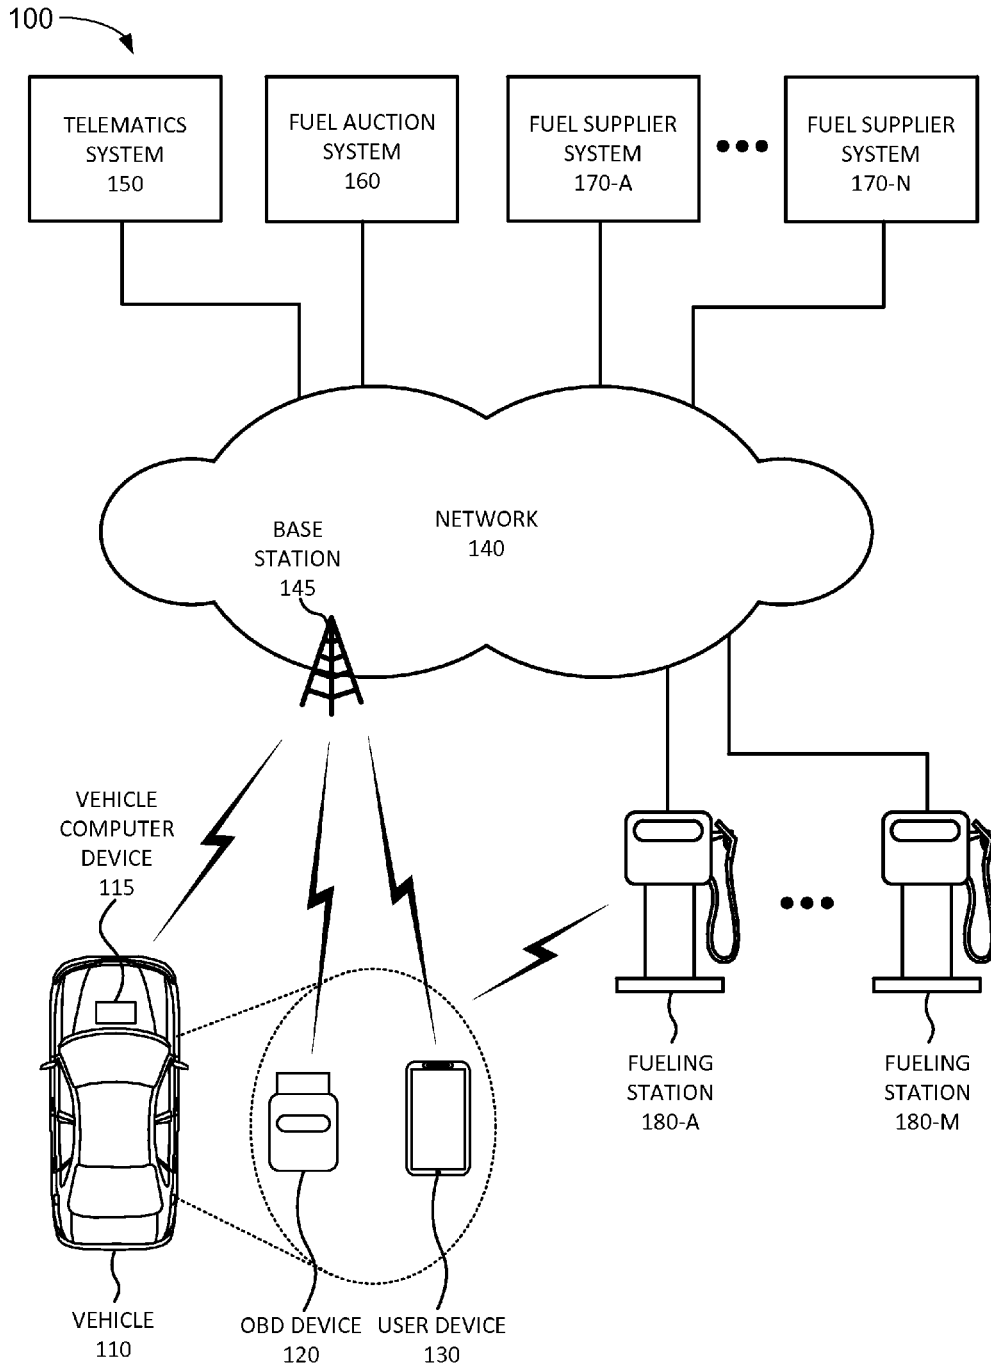 100
TELEMATICS
SYSTEM
150
FUEL AUCTION
SYSTEM
160
FUEL SUPPLIER
SYSTEM
170-A
FUEL SUPPLIER
SYSTEM
170-N
NETWORK
140
BASE
STATION
145
VEHICLE
COMPUTER
DEVICE
115
FUELING
STATION
180-A
FUELING
STATION
180-M
VEHICLE
110
OBD DEVICE
120
USER DEVICE
130